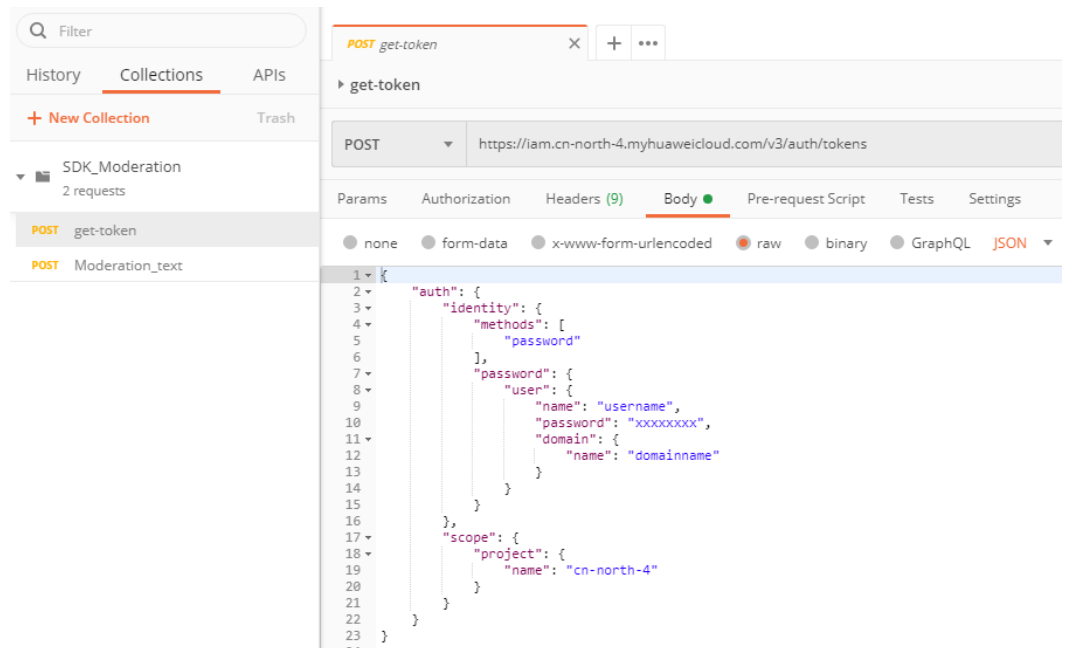 Filter
History Collections APIs
+ New Collection Trash
SDK_Moderation
2 requests
POST get-token
POST Moderation_text
POST get-token
get-token
POST https://iam.cn-north-4.myhuaweicloud.com/v3/auth/tokens
Params Authorization Headers (9) Body Pre-request Script Tests Settings
none form-data x-www-form-urlencoded raw binary GraphQL JSON
1 {
2 "auth": {
3 "identity": {
4 "methods": [
5 "password"
6 ],
7 "password": {
8 "user": {
9 "name": "username",
10 "password": "xxxxxxxx",
11 "domain": {
12 "name": "domainname"
13 }
14 }
15 }
16 },
17 "scope": {
18 "project": {
19 "name": "cn-north-4"
20 }
21 }
22 }
23 }